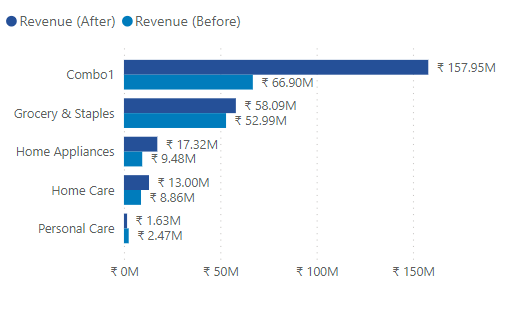 Revenue (After) Revenue (Before)
Combo1 ₹ 157.95M
₹ 66.90M
Grocery & Staples ₹ 58.09M
₹ 52.99M
Home Appliances ₹ 17.32M
₹ 9.48M
Home Care ₹ 13.00M
₹ 8.86M
Personal Care ₹ 1.63M
₹ 2.47M
₹ 0M ₹ 50M ₹ 100M ₹ 150M